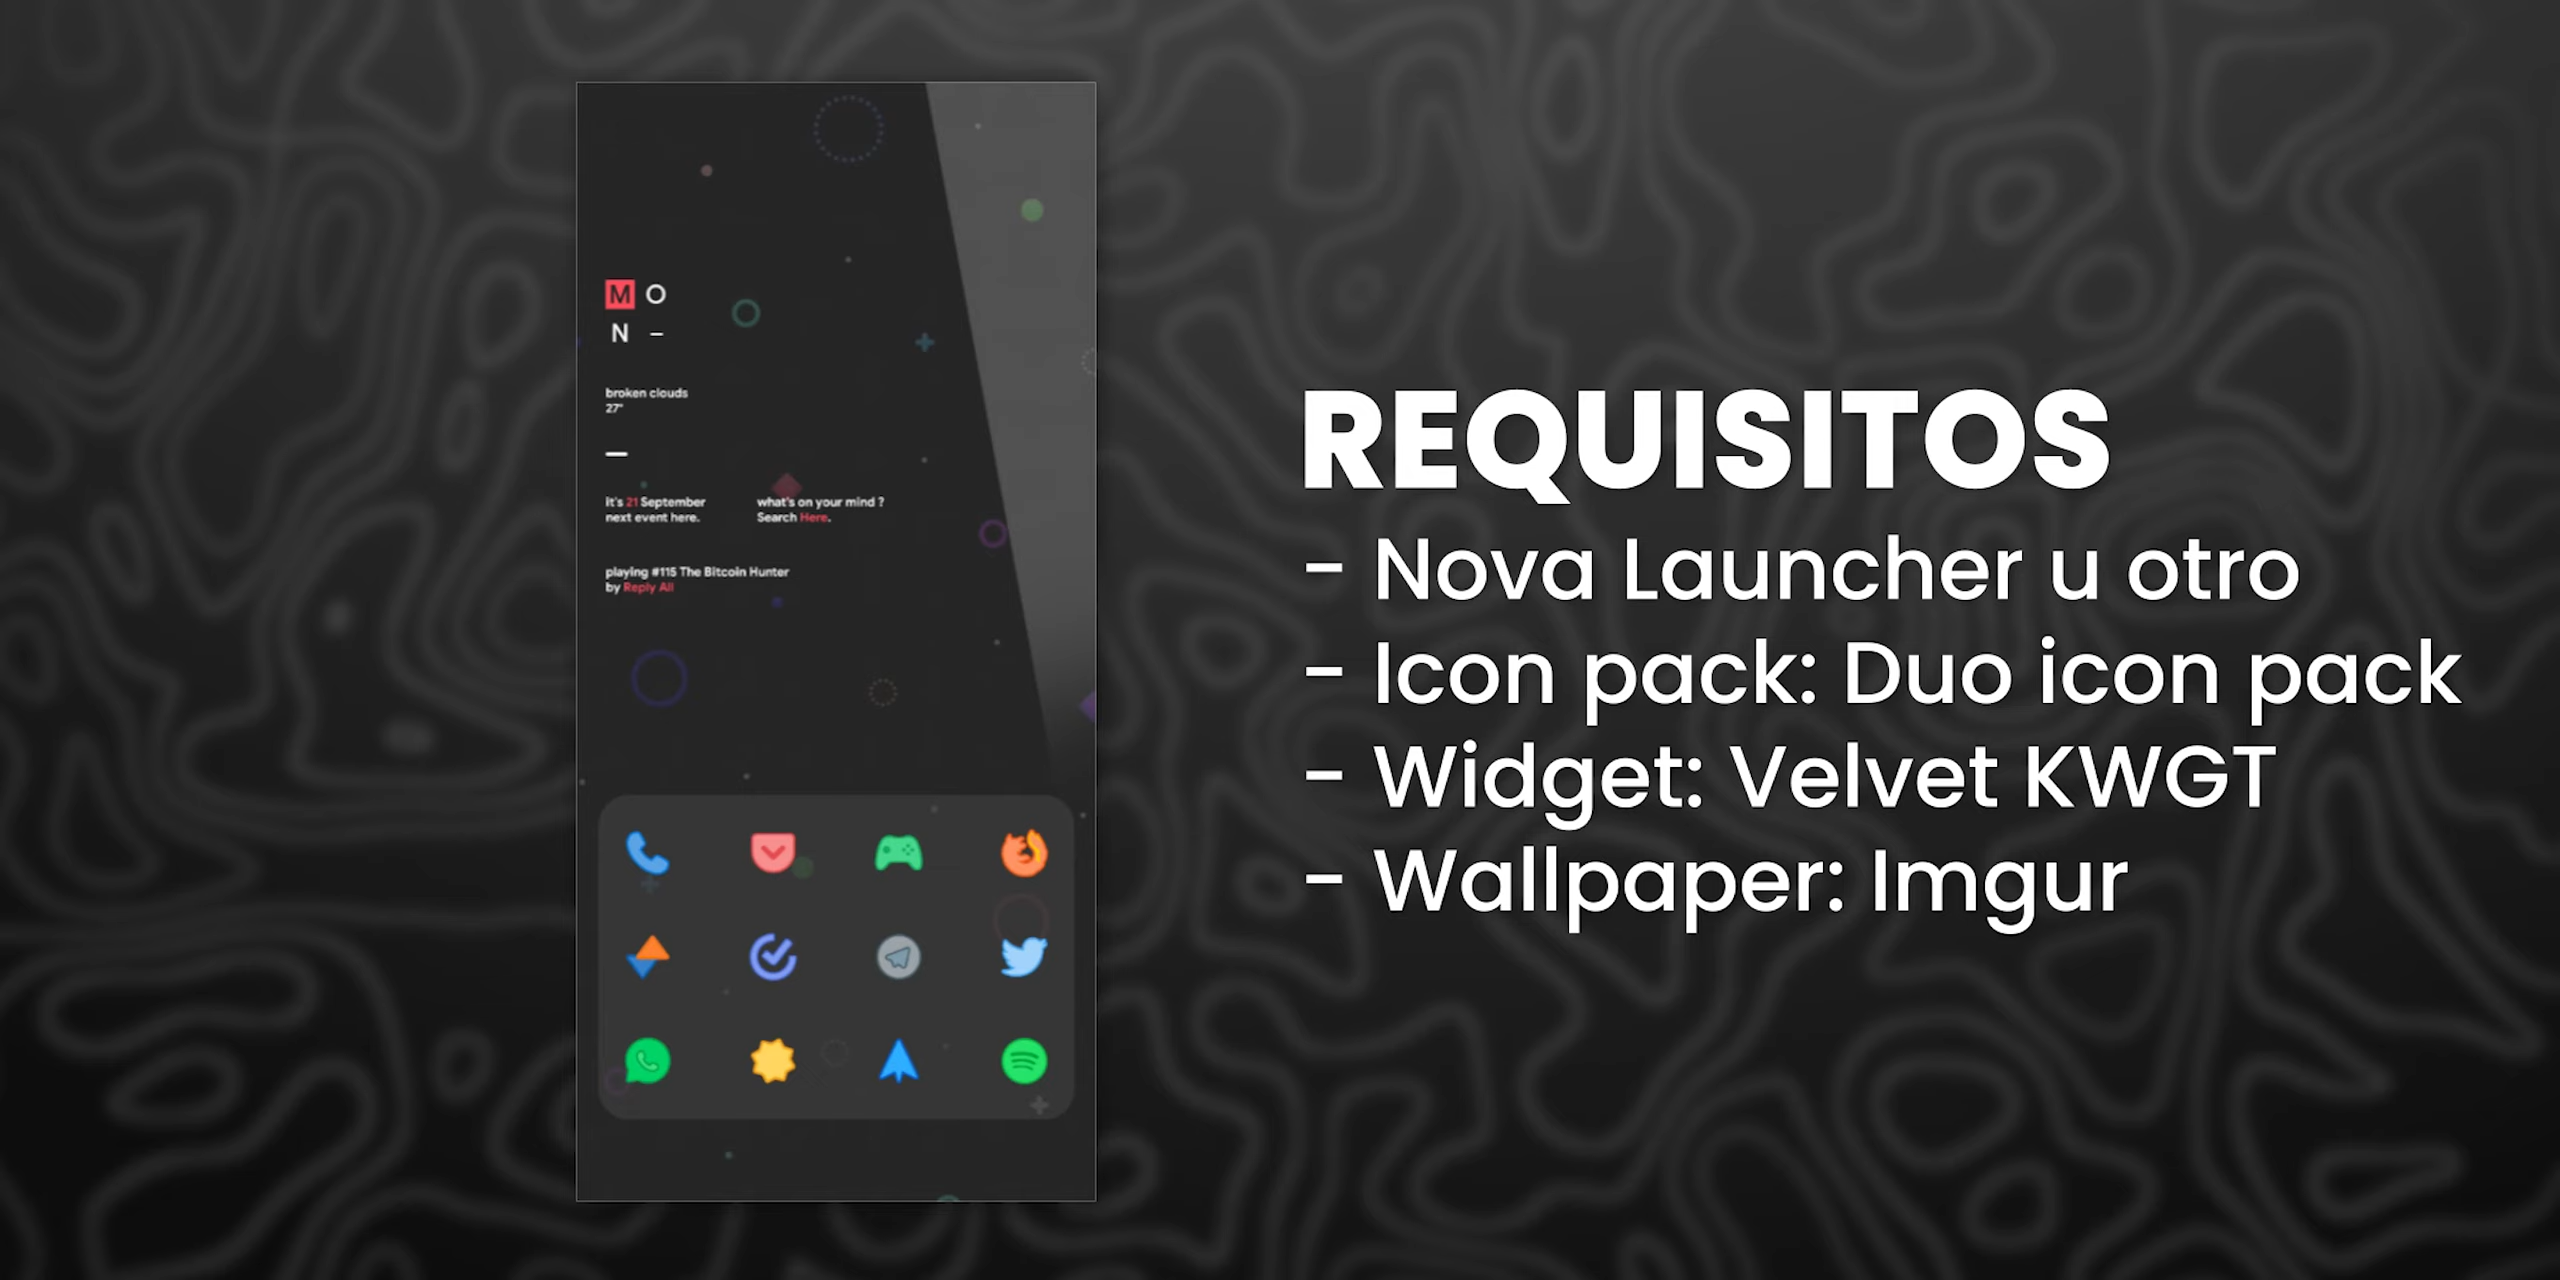 M O
N –
broken clouds
27°
it's 21 September
next event here.
what's on your mind ?
Search Here.
playing #115 The Bitcoin Hunter
by Reply All
REQUISITOS
- Nova Launcher u otro
- Icon pack: Duo icon pack
- Widget: Velvet KWGT
- Wallpaper: Imgur